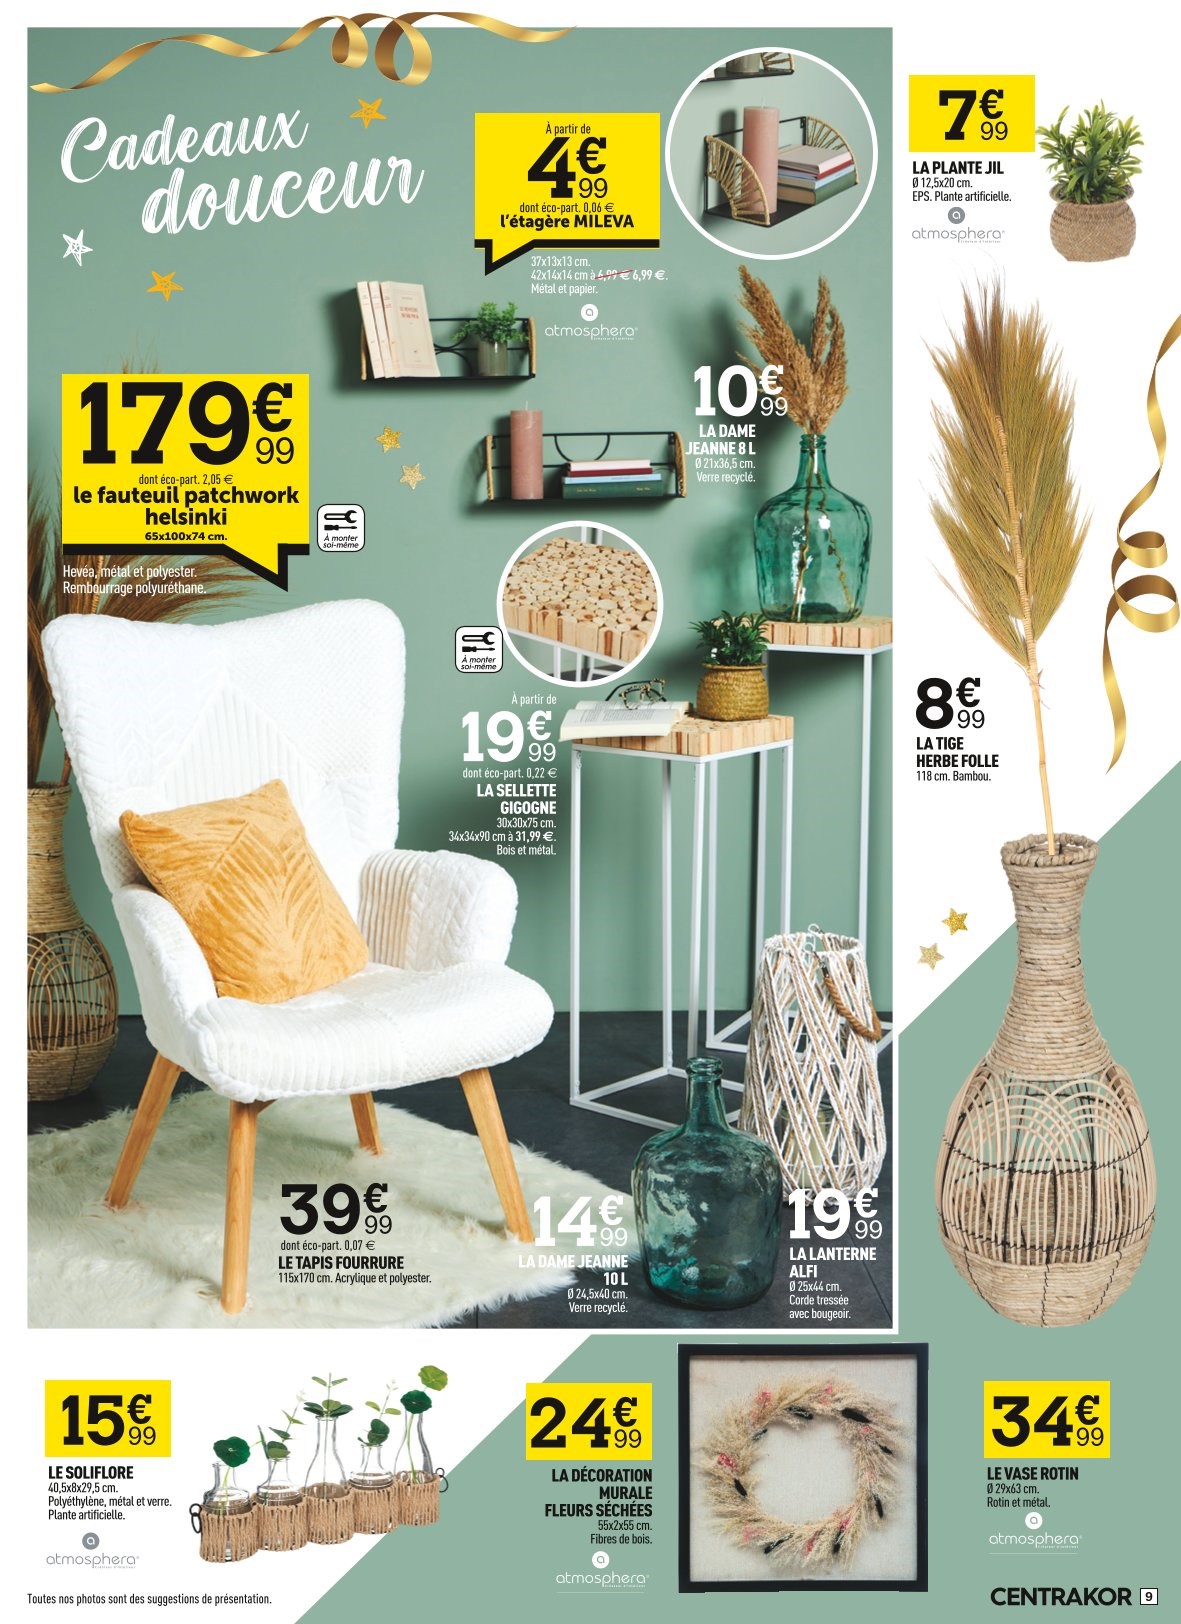 Cadeaux
douceur
À partir de
4€99
dont éco-part. 0,06 €
l'étagère MILEVA
37x13x13 cm.
42x14x14 cm à 6,99 € 6,99 €.
Métal et papier.
atmosphera
7€99
LA PLANTE JIL
Ø 12,5x20 cm.
EPS. Plante artificielle.
atmosphera
179€99
dont éco-part. 2,05 €
le fauteuil patchwork
helsinki
65x100x74 cm.
À monter
soi-même
Hevéa, métal et polyester.
Rembourrage polyuréthane.
10€99
LA DAME
JEANNE 8 L
Ø 21x36,5 cm.
Verre recyclé.
À monter
soi-même
À partir de
19€99
dont éco-part. 0,22 €
LA SELLETTE
GIGOGNE
30x30x75 cm.
34x34x90 cm à 31,99 €.
Bois et métal.
8€99
LA TIGE
HERBE FOLLE
118 cm. Bambou.
39€99
dont éco-part. 0,07 €
LE TAPIS FOURRURE
115x170 cm. Acrylique et polyester.
14€99
LA DAME JEANNE
10 L
Ø 24,5x40 cm.
Verre recyclé.
19€99
LA LANTERNE
ALFI
Ø 25x44 cm.
Corde tressée
avec bougeoir.
15€99
LE SOLIFLORE
40,5x8x29,5 cm.
Polyéthylène, métal et verre.
Plante artificielle.
atmosphera
24€99
LA DÉCORATION
MURALE
FLEURS SÉCHÉES
55x2x55 cm.
Fibres de bois.
atmosphera
34€99
LE VASE ROTIN
Ø 29x63 cm.
Rotin et métal.
atmosphera
Toutes nos photos sont des suggestions de présentation.
CENTRAKOR 9